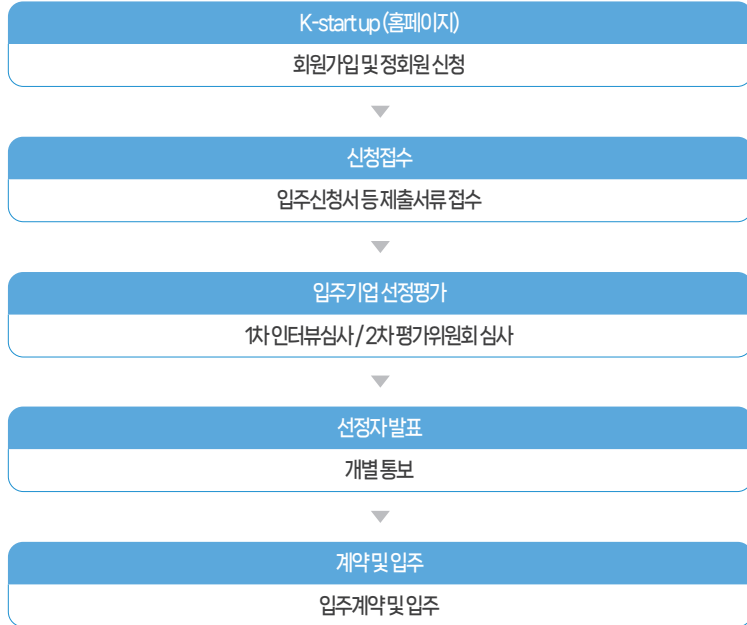 K-start up (홈페이지)
회원가입 및 정회원 신청
신청접수
입주신청서 등 제출서류 접수
입주기업 선정평가
1차 인터뷰심사 / 2차 평가위원회 심사
선정자 발표
개별 통보
계약 및 입주
입주계약 및 입주